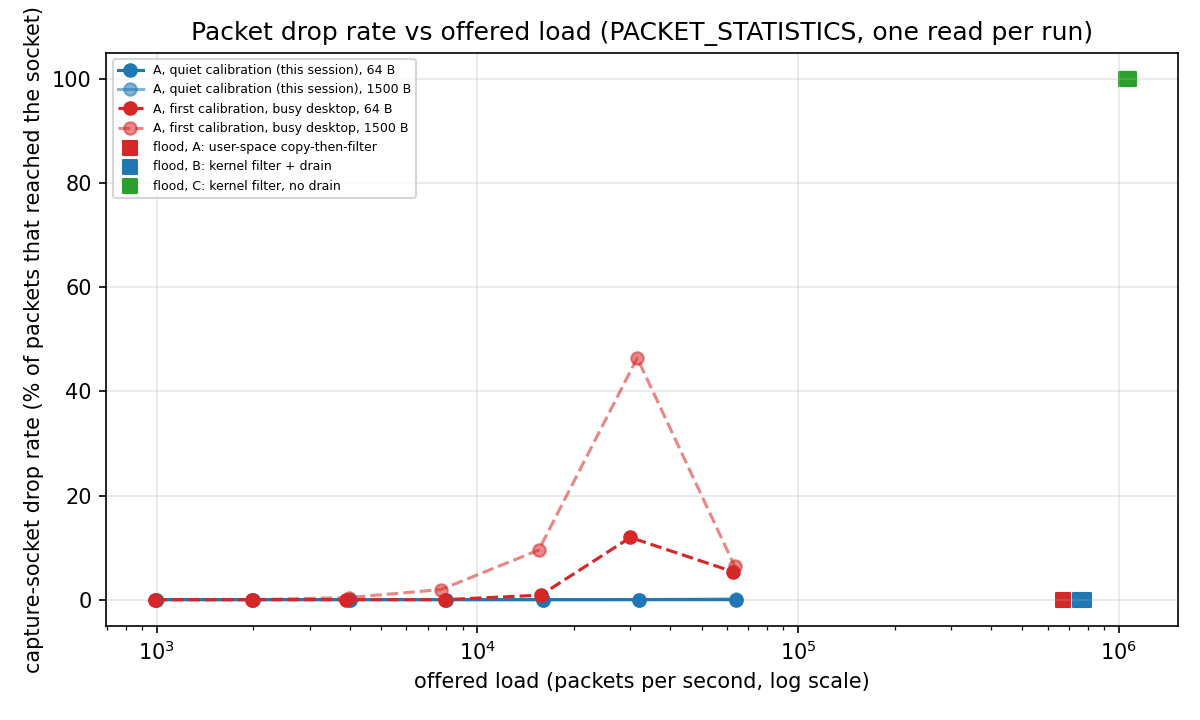 Packet drop rate vs offered load (PACKET_STATISTICS, one read per run)
capture-socket drop rate (% of packets that reached the socket)
100
80
60
40
20
0
A, quiet calibration (this session), 64 B
A, quiet calibration (this session), 1500 B
A, first calibration, busy desktop, 64 B
A, first calibration, busy desktop, 1500 B
flood, A: user-space copy-then-filter
flood, B: kernel filter + drain
flood, C: kernel filter, no drain
10³ 10⁴ 10⁵ 10⁶
offered load (packets per second, log scale)